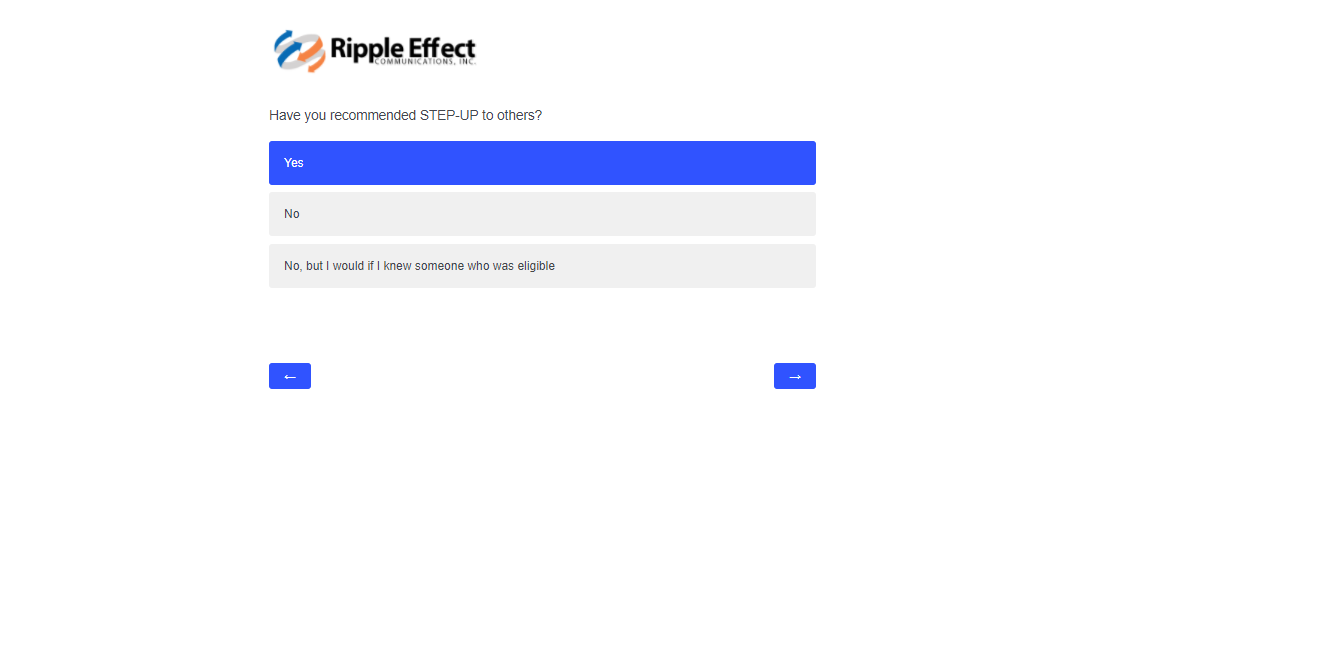 Ripple Effect
COMMUNICATIONS, INC.
Have you recommended STEP-UP to others?
Yes
No
No, but I would if I knew someone who was eligible
← →